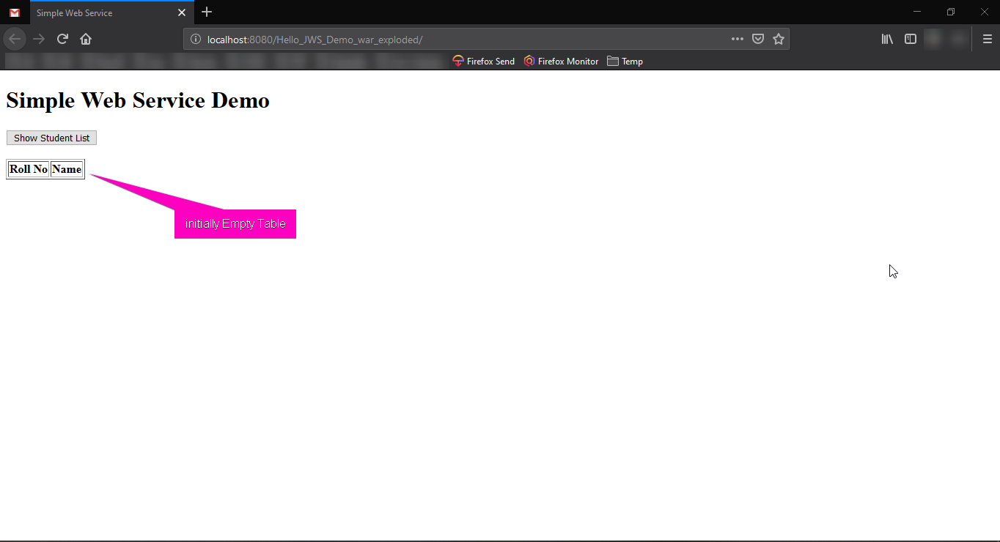 Simple Web Service
localhost:8080/Hello_JWS_Demo_war_exploded/
Firefox Send Firefox Monitor Temp
Simple Web Service Demo
Show Student List
Roll No Name
initially Empty Table